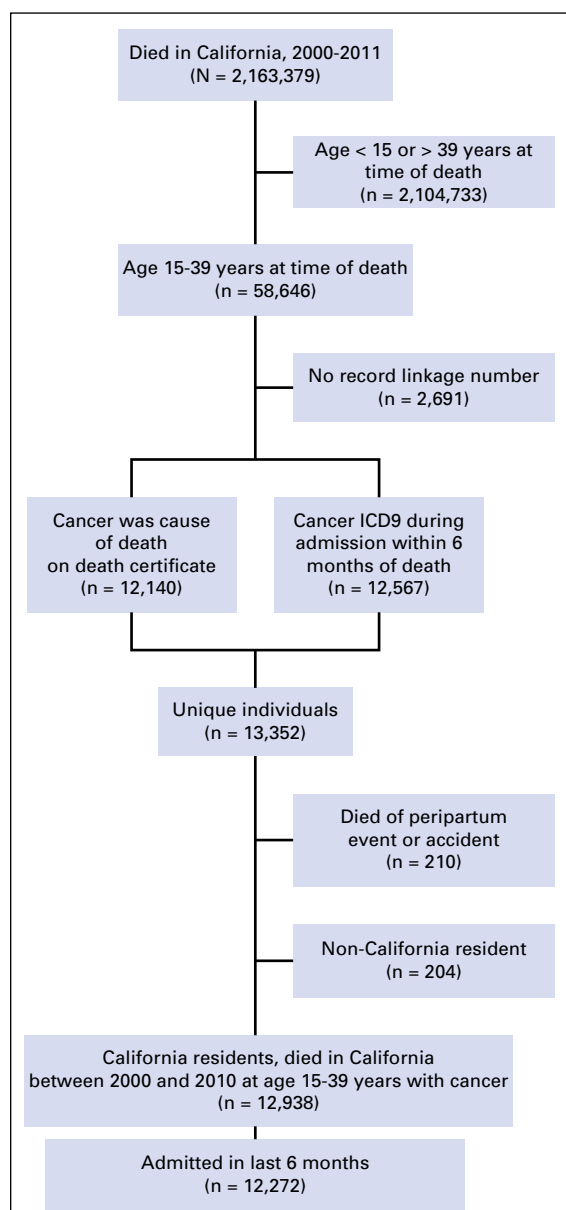 Died in California, 2000-2011
(N = 2,163,379)
Age < 15 or > 39 years at
time of death
(n = 2,104,733)
Age 15-39 years at time of death
(n = 58,646)
No record linkage number
(n = 2,691)
Cancer was cause
of death
on death certificate
(n = 12,140)
Cancer ICD9 during
admission within 6
months of death
(n = 12,567)
Unique individuals
(n = 13,352)
Died of peripartum
event or accident
(n = 210)
Non-California resident
(n = 204)
California residents, died in California
between 2000 and 2010 at age 15-39 years with cancer
(n = 12,938)
Admitted in last 6 months
(n = 12,272)